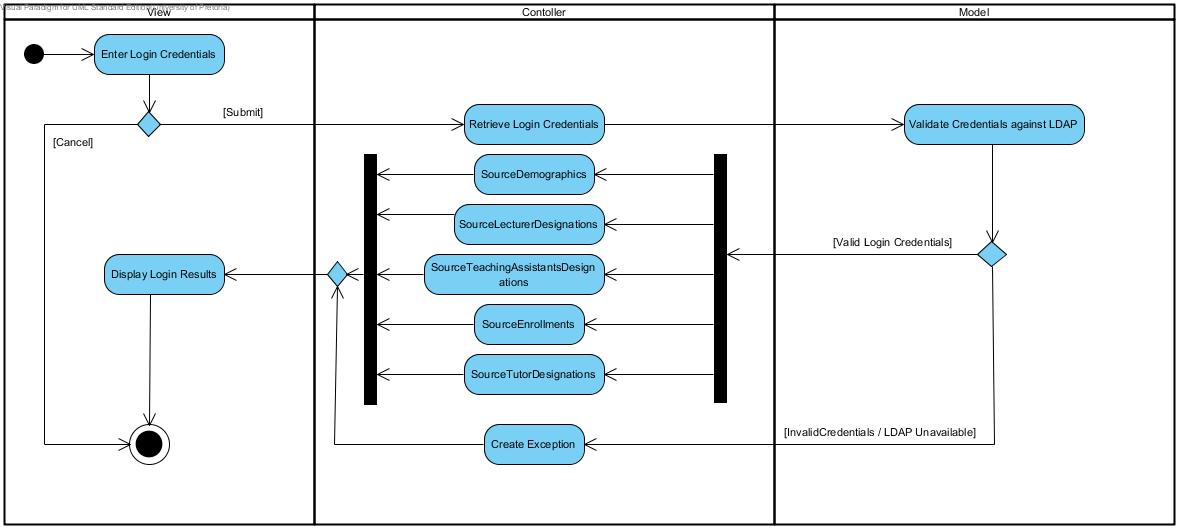 Visual Paradigm for UML Standard Edition(University of Pretoria)
View
Contoller
Model
Enter Login Credentials
[Submit]
[Cancel]
Retrieve Login Credentials
Validate Credentials against LDAP
SourceDemographics
SourceLecturerDesignations
[Valid Login Credentials]
Display Login Results
SourceTeachingAssistantsDesign
ations
SourceEnrollments
SourceTutorDesignations
[InvalidCredentials / LDAP Unavailable]
Create Exception